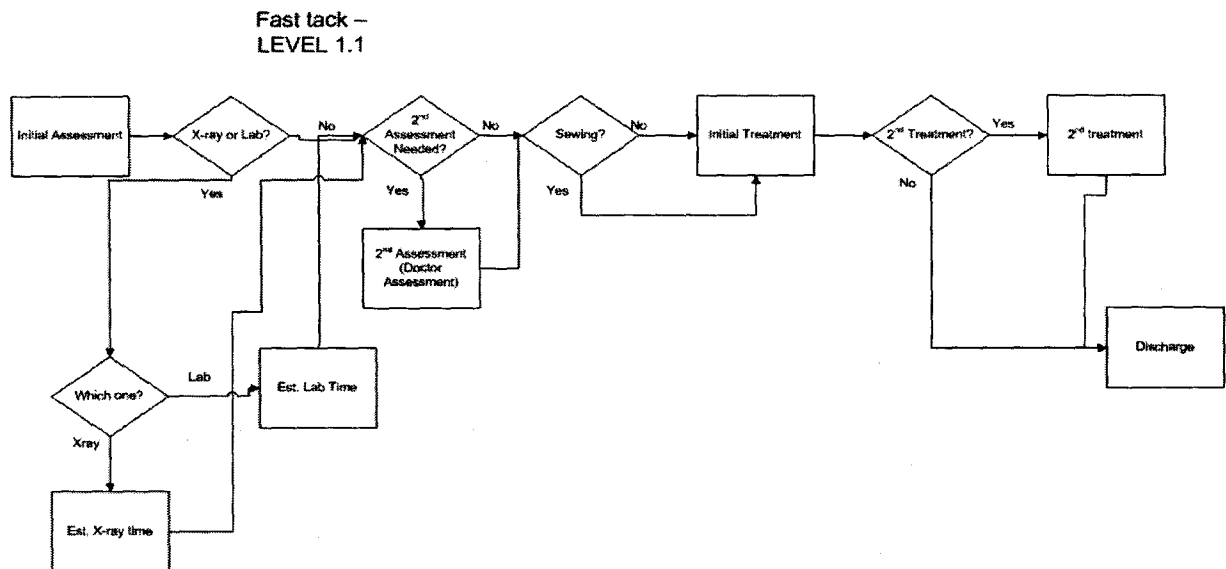 Fast tack –
LEVEL 1.1
Initial Assessment
X-ray or Lab?
No
Yes
2nd
Assessment
Needed?
No
Yes
2nd Assessment
(Doctor
Assessment)
Sewing?
No
Yes
Initial Treatment
2nd Treatment?
Yes
No
2nd treatment
Discharge
Which one?
Lab
Xray
Est. Lab Time
Est. X-ray time